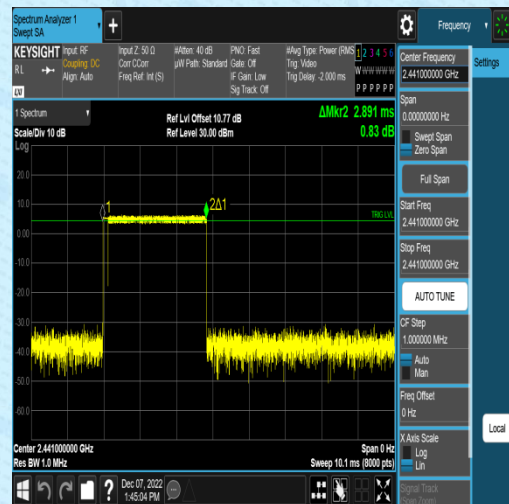 Spectrum Analyzer 1
Swept SA
+
Frequency
KEYSIGHT
Input: RF
Input Z: 50 Ω
#Atten: 40 dB
PNO: Fast
#Avg Type: Power (RMS
1 2 3 4 5 6
RL
Coupling: DC
Corr CCorr
µW Path: Standard
Gate: Off
Trig: Video
W W W W W W
Align: Auto
Freq Ref: Int (S)
IF Gain: Low
Trig Delay: -2.000 ms
Sig Track: Off
P P P P P P
LXI
Center Frequency
2.441000000 GHz
Settings
Span
0.00000000 Hz
Swept Span
Zero Span
Full Span
Start Freq
2.441000000 GHz
Stop Freq
2.441000000 GHz
AUTO TUNE
CF Step
1.000000 MHz
Auto
Man
Freq Offset
0 Hz
X Axis Scale
Log
Lin
Signal Track
(Span Zoom)
Local
1 Spectrum
Ref Lvl Offset 10.77 dB
ΔMkr2 2.891 ms
Scale/Div 10 dB
Ref Level 30.00 dBm
0.83 dB
Log
20.0
10.0
0.00
-10.0
-20.0
-30.0
-40.0
-50.0
-60.0
1
2Δ1
TRIG LVL
Center 2.441000000 GHz
Span 0 Hz
Res BW 1.0 MHz
Sweep 10.1 ms (8000 pts)
?
Dec 07, 2022
1:45:04 PM